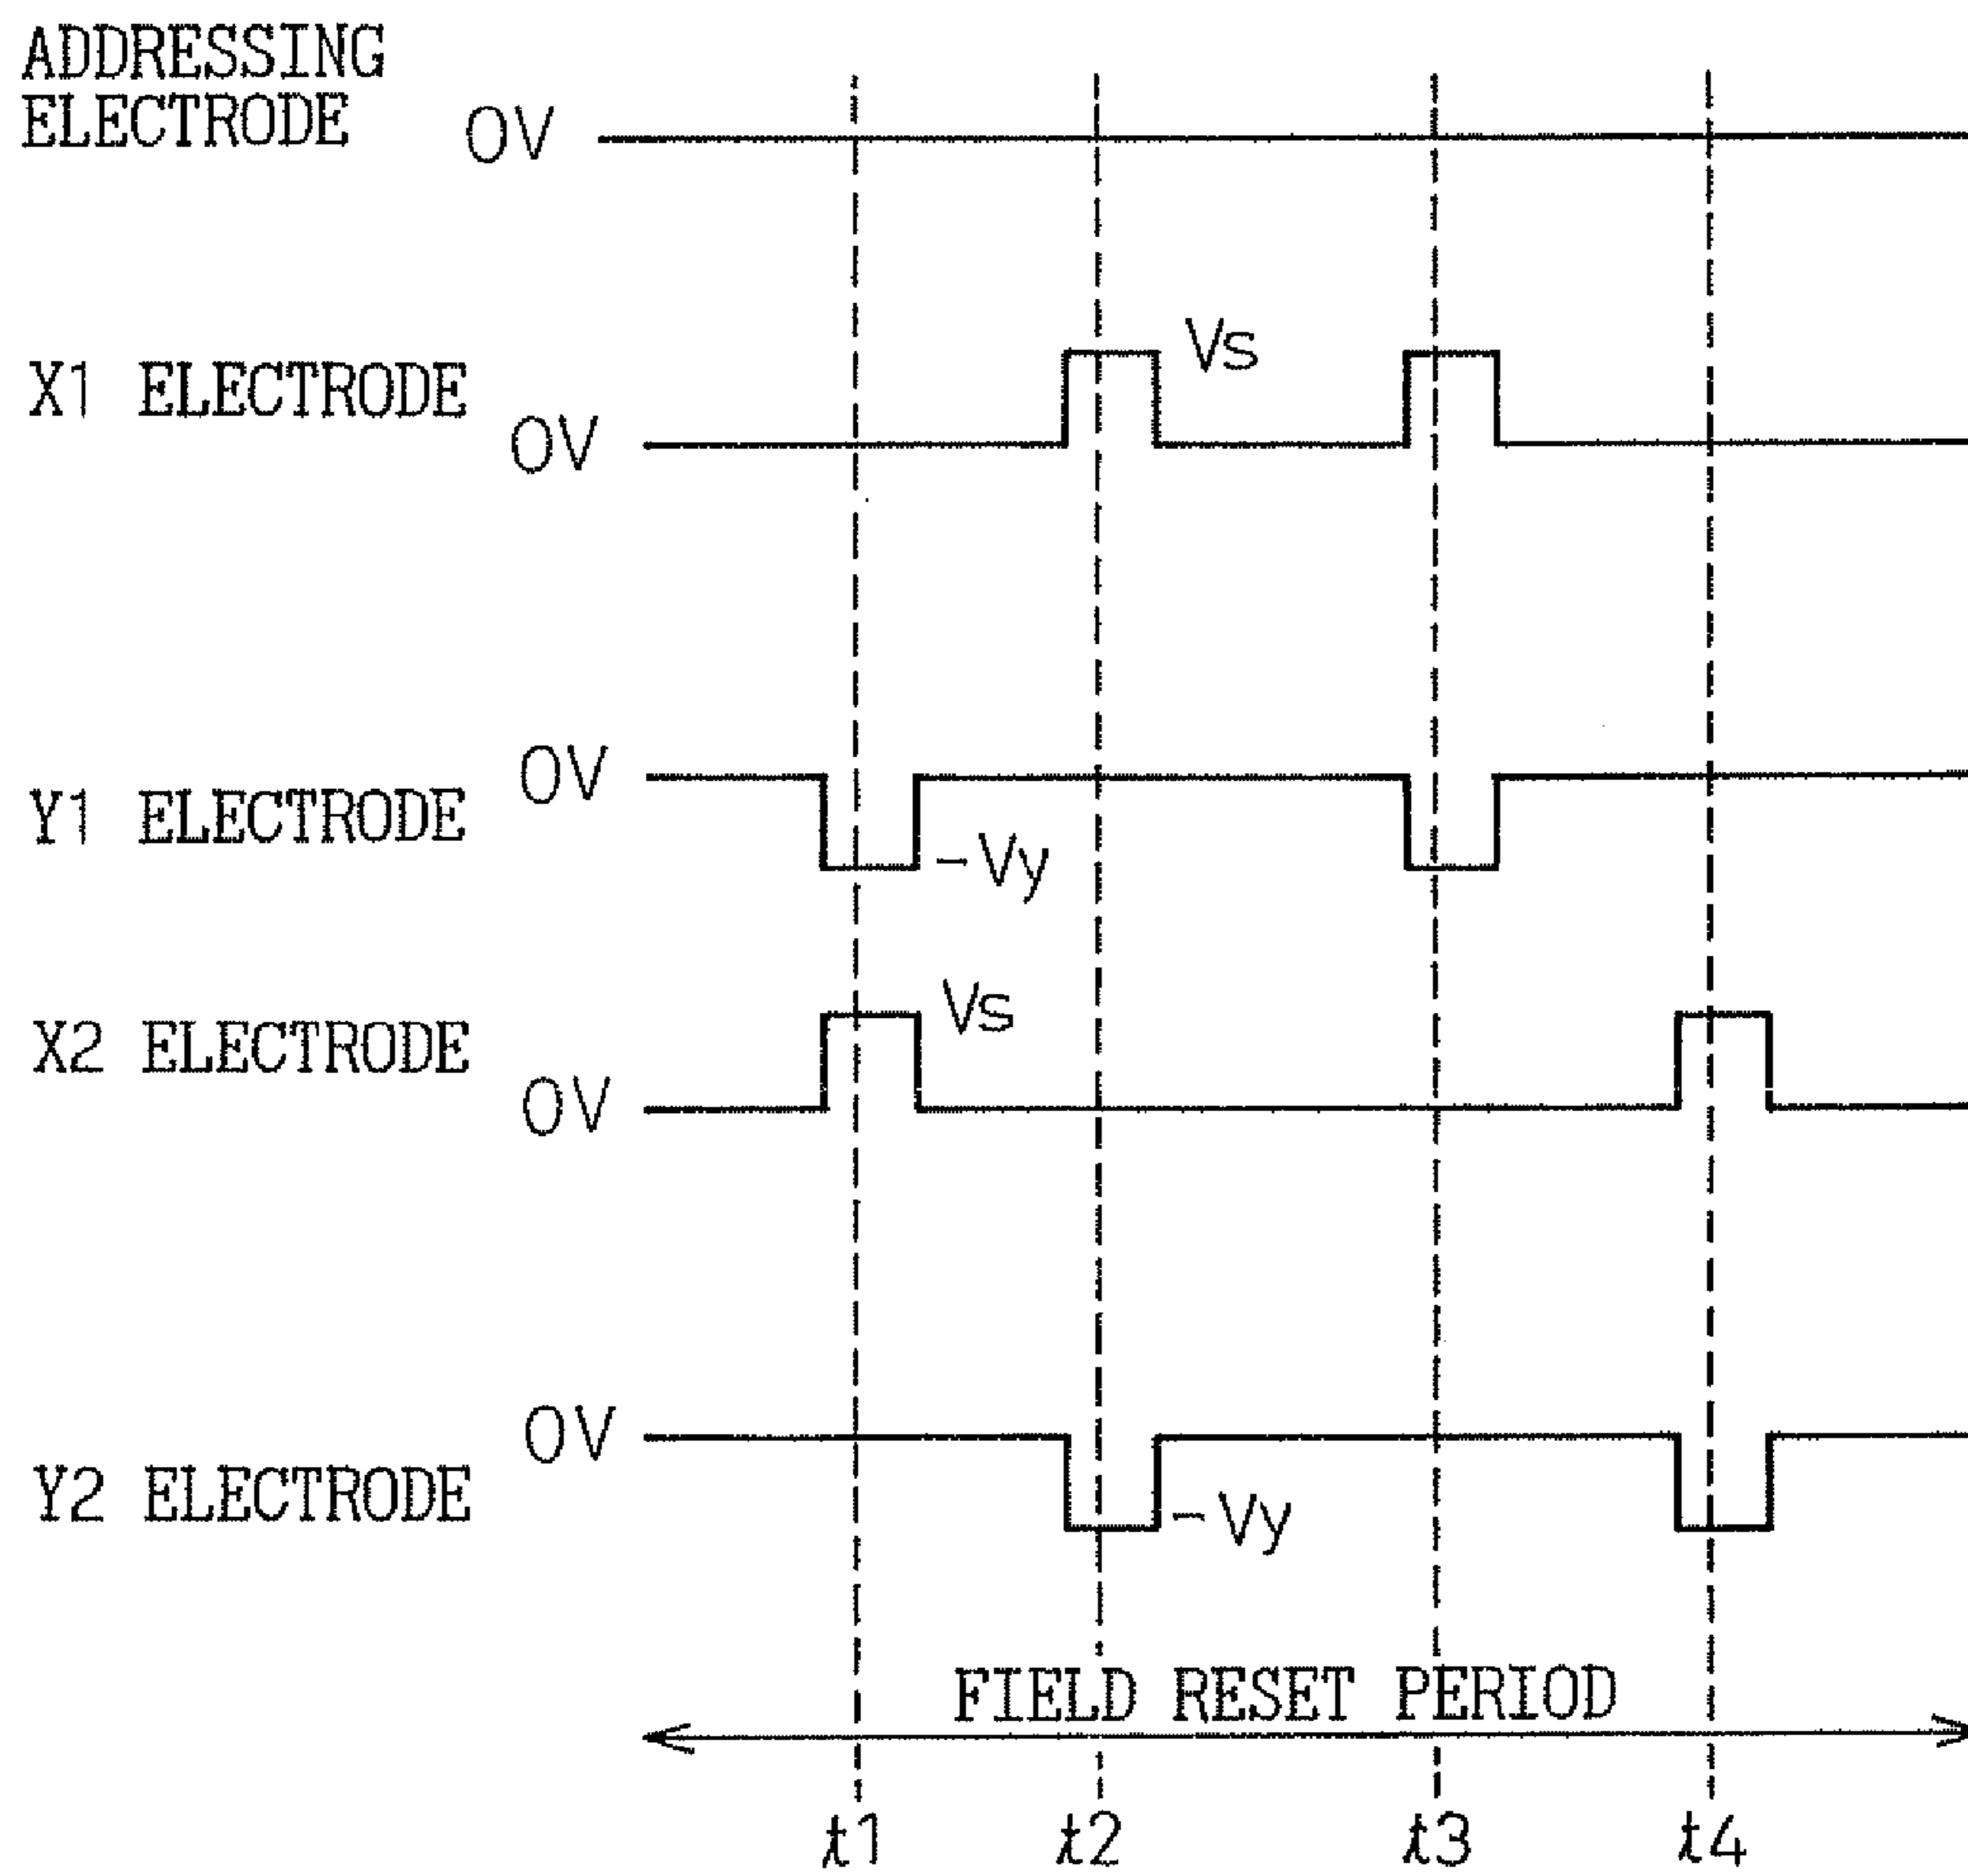 ADDRESSING
ELECTRODE
0V
X1 ELECTRODE
Vs
0V
Y1 ELECTRODE
0V
-Vy
X2 ELECTRODE
Vs
0V
Y2 ELECTRODE
0V
-Vy
FIELD RESET PERIOD
t1 t2 t3 t4